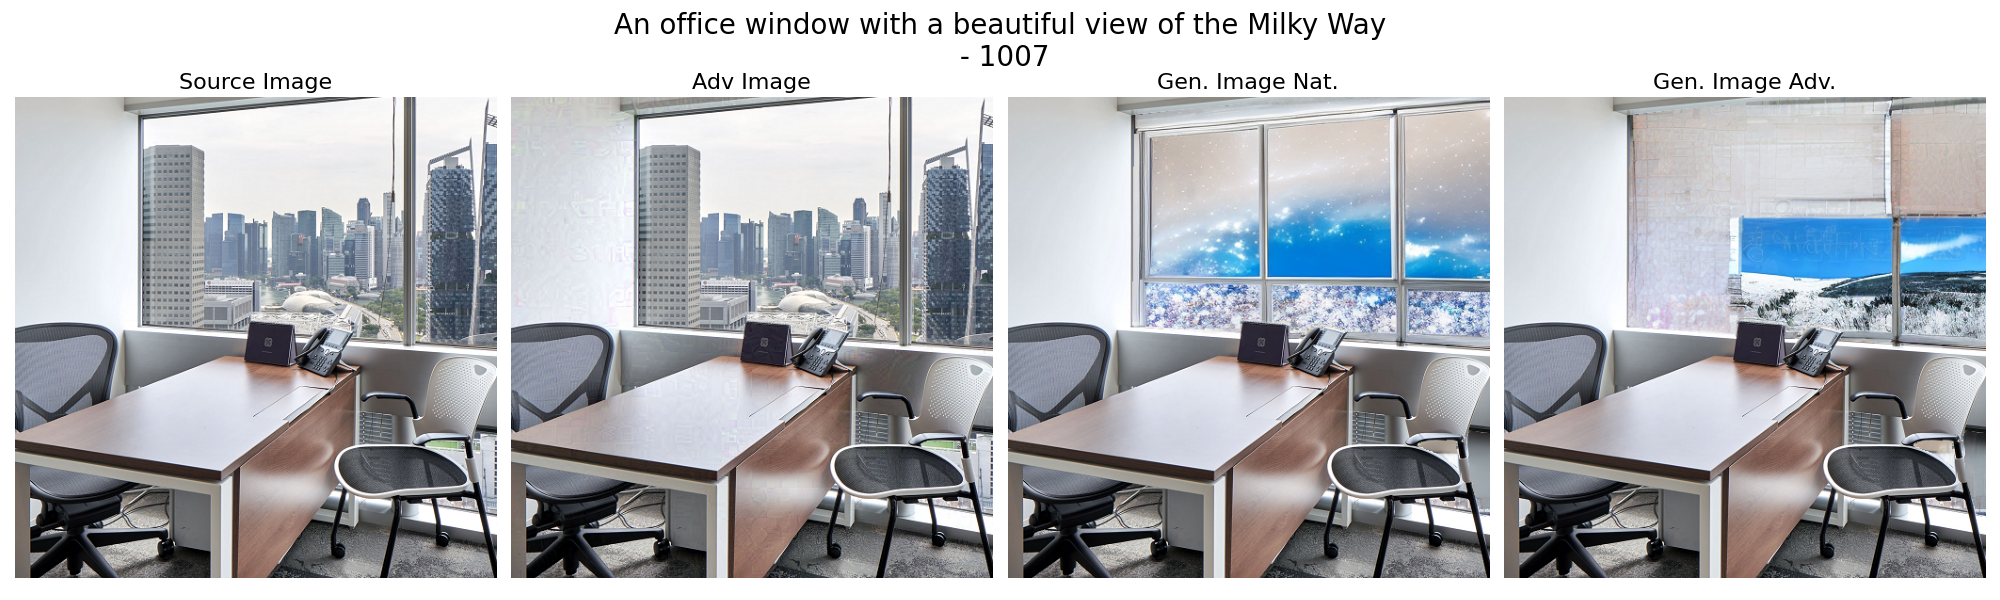 An office window with a beautiful view of the Milky Way
- 1007
Source Image
Adv Image
Gen. Image Nat.
Gen. Image Adv.